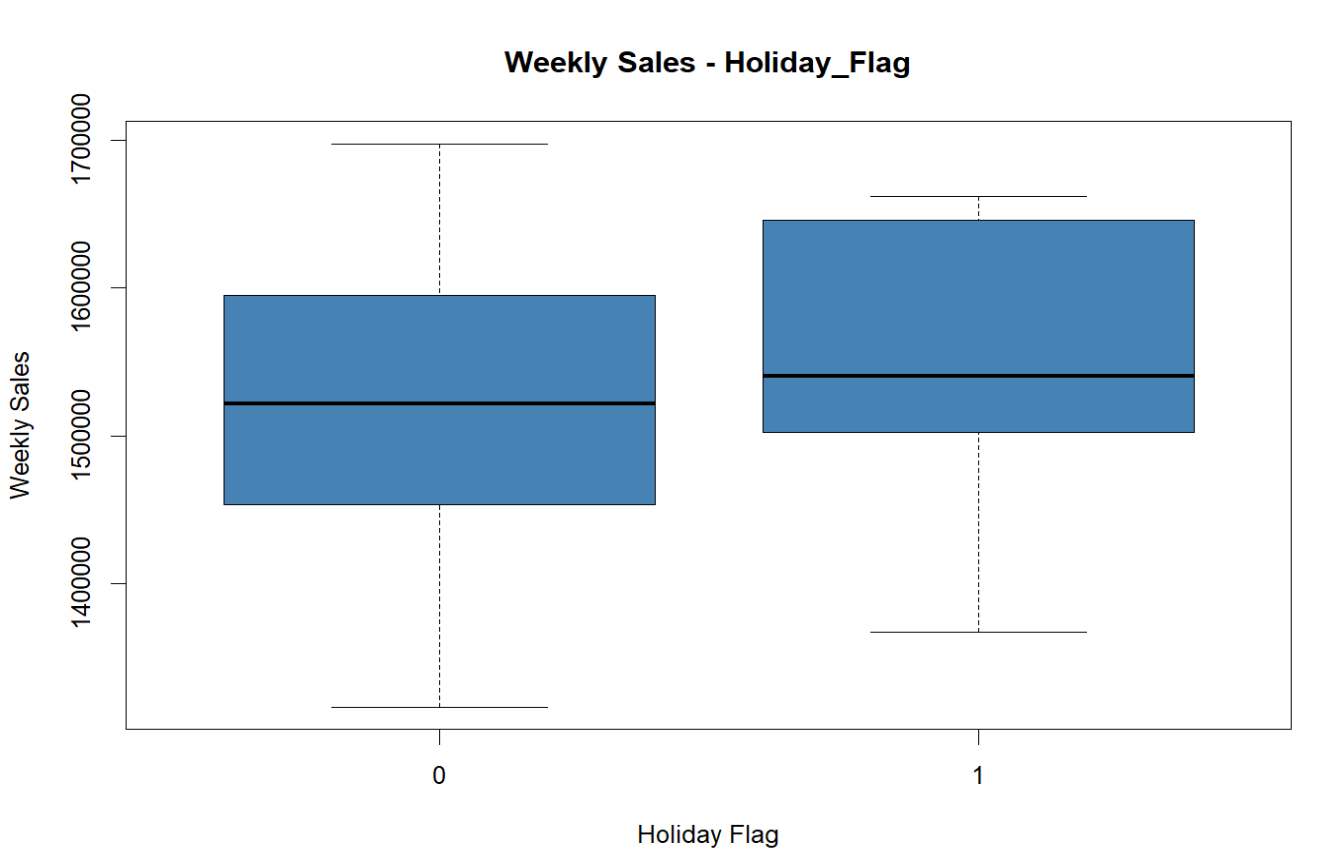 Weekly Sales - Holiday_Flag
1700000
1600000
1500000
1400000
Weekly Sales
0 1
Holiday Flag